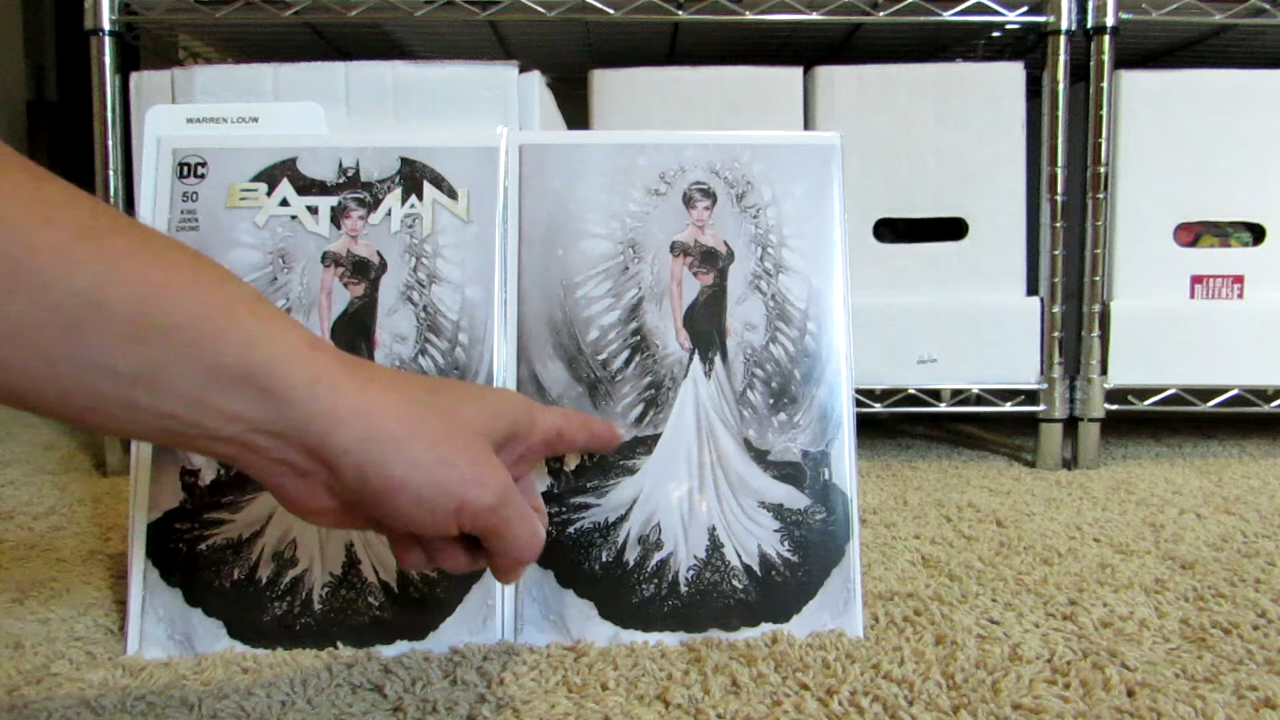 WARREN LOUW
DC
BATMAN
50
KING
JANIN
CHUNG
COMIC
DEFENSE